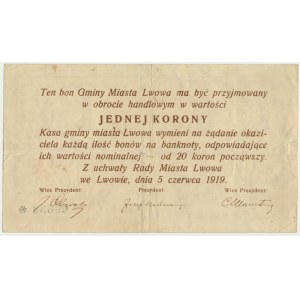 Ten bon Gminy Miasta Lwowa ma być przyjmowany
w obrocie handlowym w wartości
JEDNEJ KORONY
Kasa gminy miasta Lwowa wymieni na żądanie okazi-
ciela każdą ilość bonów na banknoty, odpowiadające
ich wartości nominalnej — od 20 koron począwszy.
Z uchwały Rady Miasta Lwowa
we Lwowie, dnia 5 czerwca 1919.
Wice Prezydent: Prezydent: Wice Prezydent: